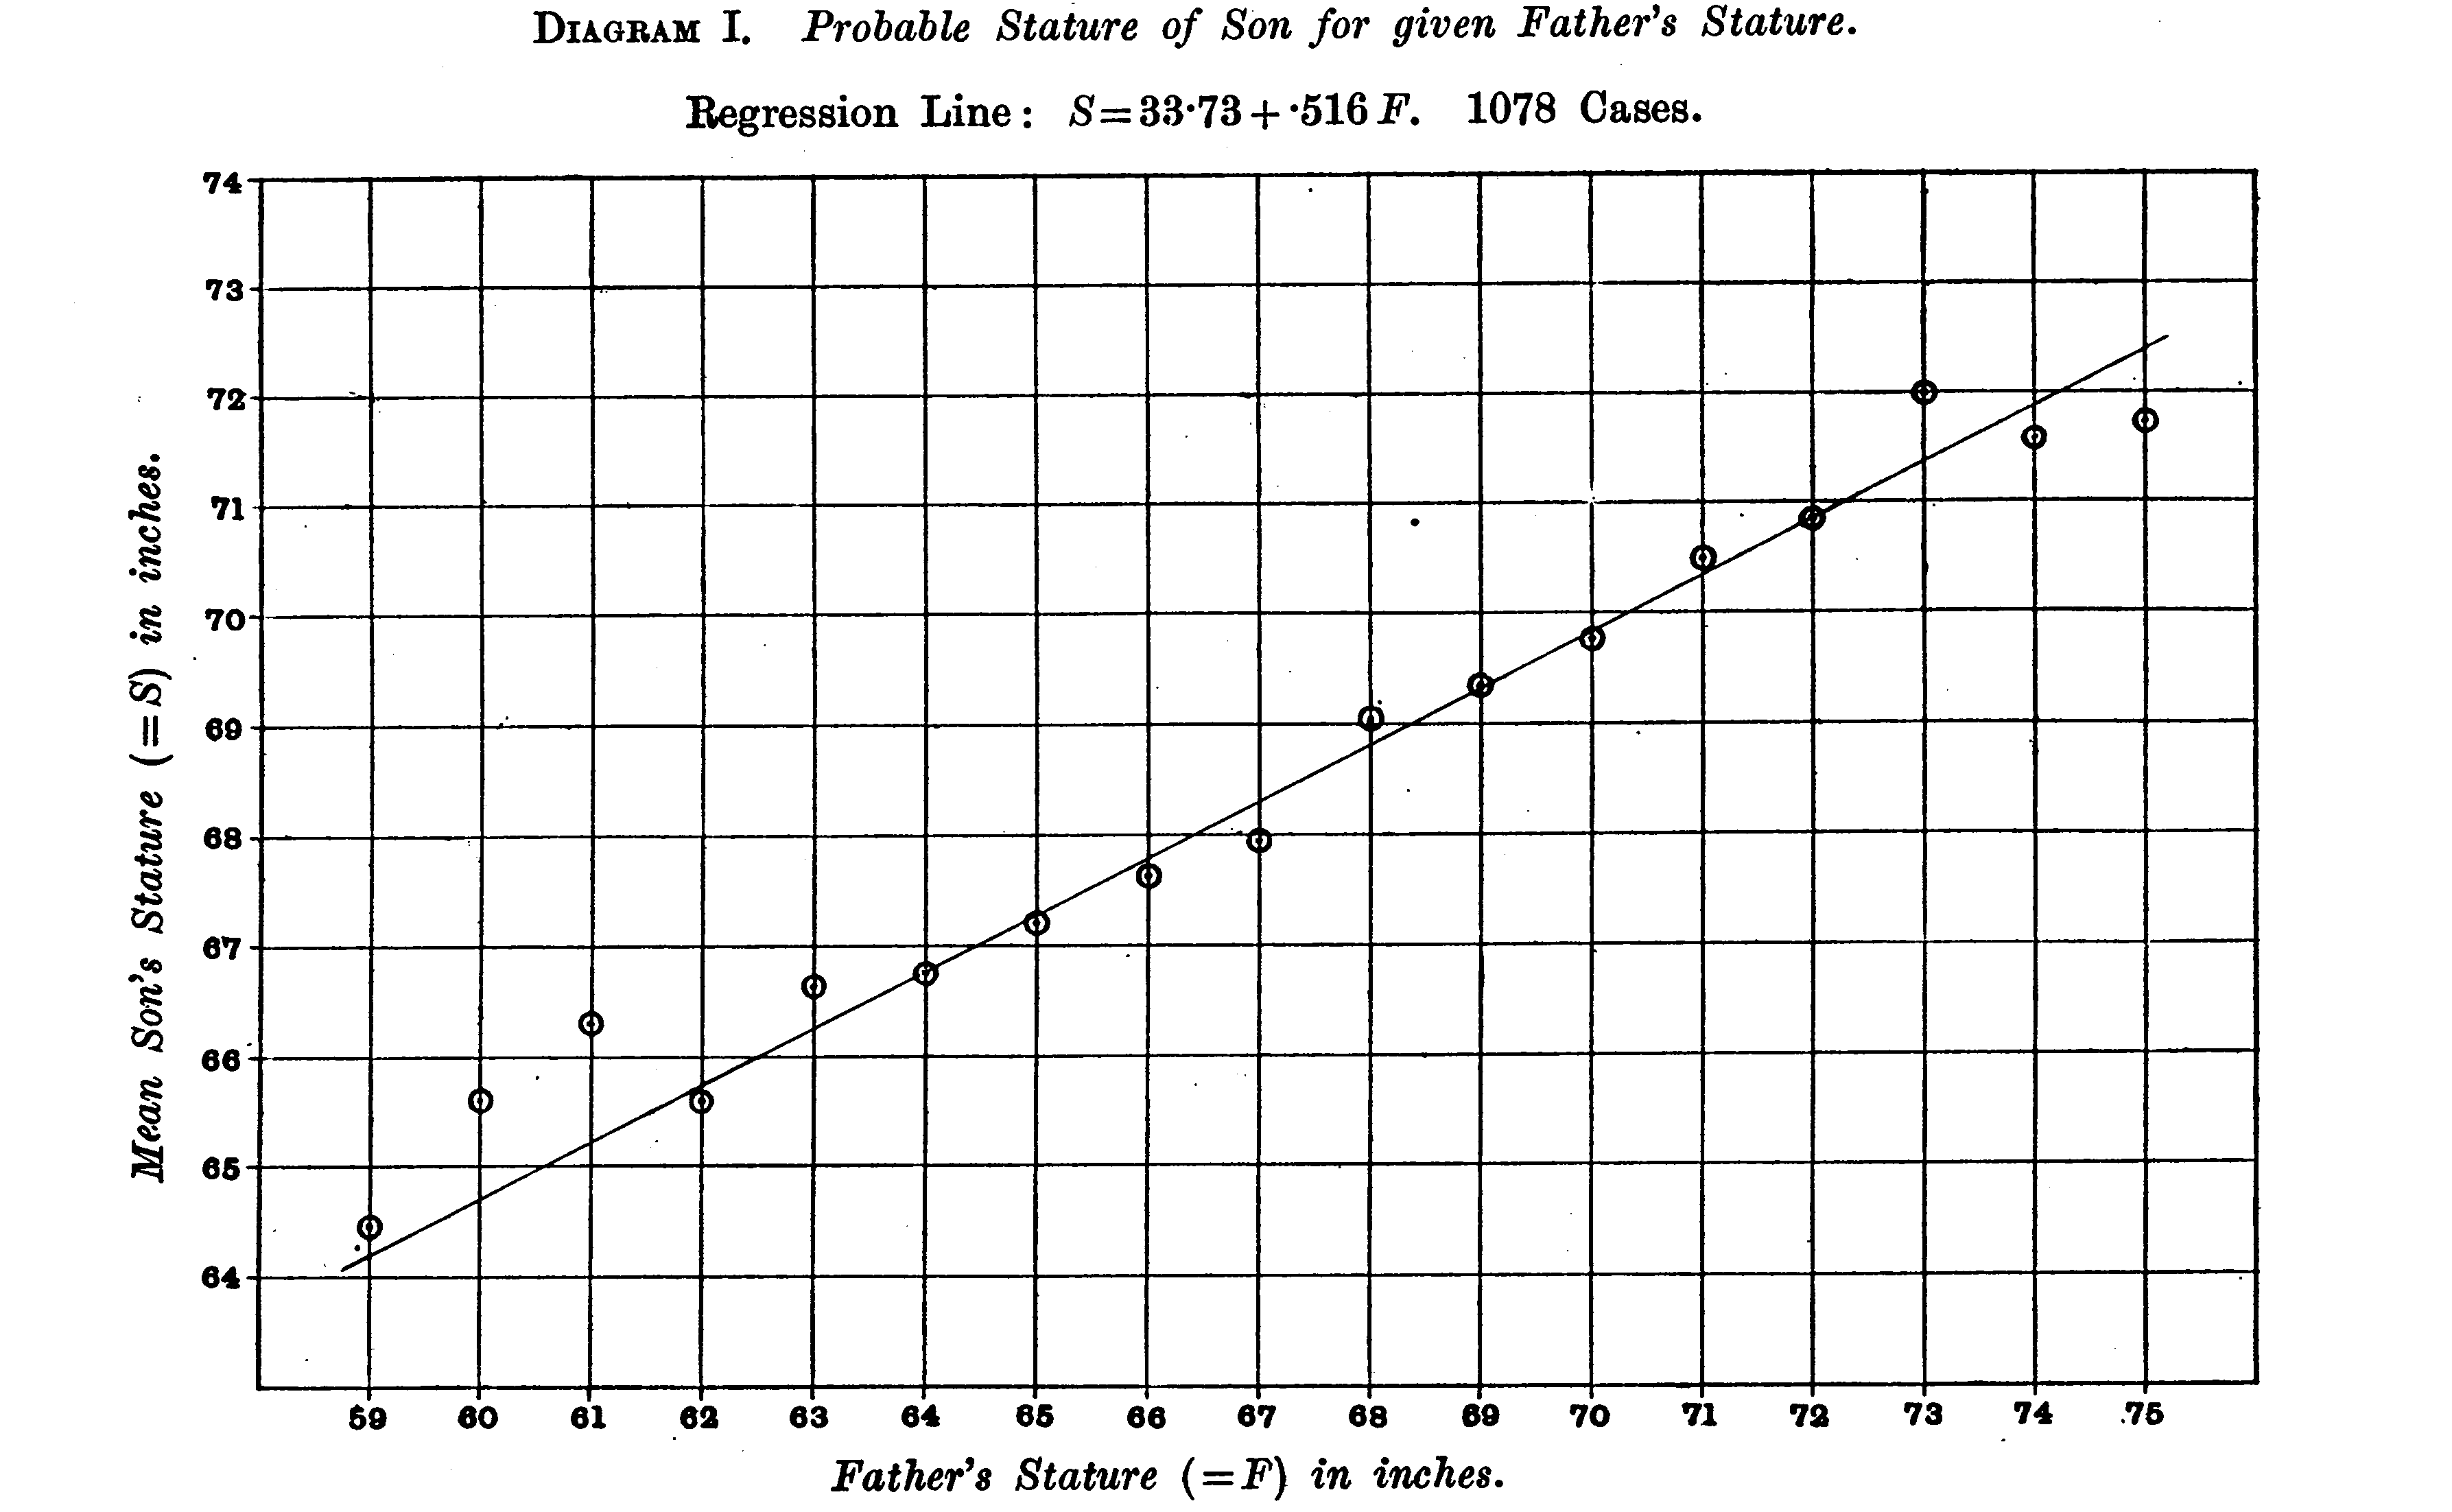 DIAGRAM I. Probable Stature of Son for given Father's Stature.
Regression Line: S=33·73+·516 F. 1078 Cases.
74
73
72
71
70
69
68
67
66
65
64
Mean Son's Stature (=S) in inches.
59 60 61 62 63 64 65 66 67 68 69 70 71 72 73 74 75
Father's Stature (=F) in inches.